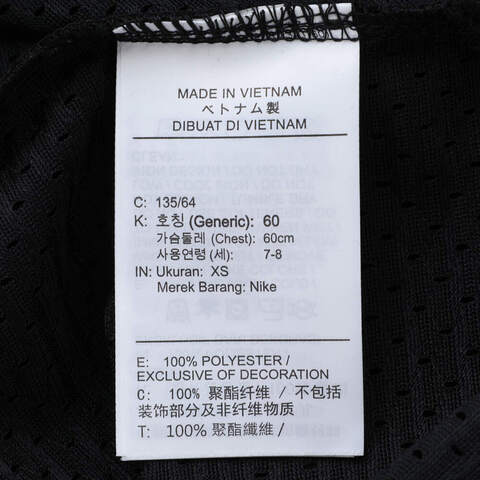 MADE IN VIETNAM
ベトナム製
DIBUAT DI VIETNAM
C: 135/64
K: 호칭 (Generic): 60
가슴둘레 (Chest): 60cm
사용연령 (세): 7-8
IN: Ukuran: XS
Merek Barang: Nike
E: 100% POLYESTER /
EXCLUSIVE OF DECORATION
C: 100% 聚酯纤维 / 不包括
装饰部分及非纤维物质
T: 100% 聚酯纖維 /